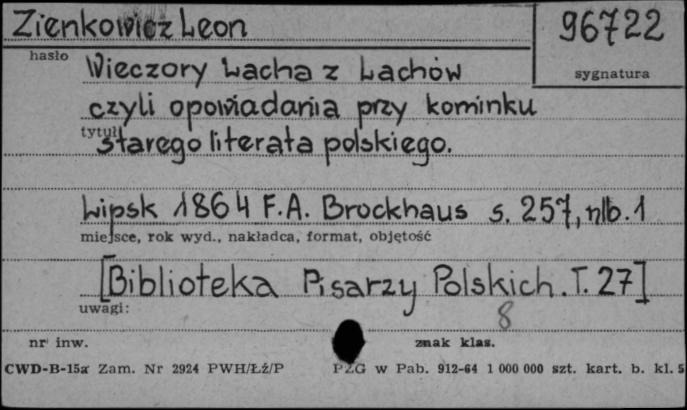 Zienkowicz Leon
96722
hasło
sygnatura
Wieczory Lacha z Lachów
czyli opowiadania przy kominku
tytuł
starego literata polskiego.
Lipsk 1864 F.A. Brockhaus s. 257, nlb. 1
miejsce, rok wyd., nakładca, format, objętość
[Biblioteka Pisarzy Polskich. T. 27]
uwagi:
8
nr inw.
znak klas.
CWD-B-15a Zam. Nr 2924 PWH/Łź/P
PZG w Pab. 912-64 1 000 000 szt. kart. b. kl. 5